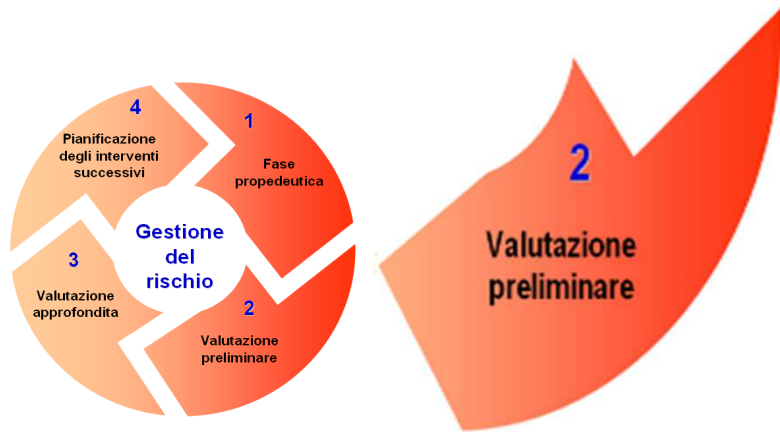 4
Pianificazione
degli interventi
successivi
1
Fase
propedeutica
Gestione
del
rischio
3
Valutazione
approfondita
2
Valutazione
preliminare
2
Valutazione
preliminare